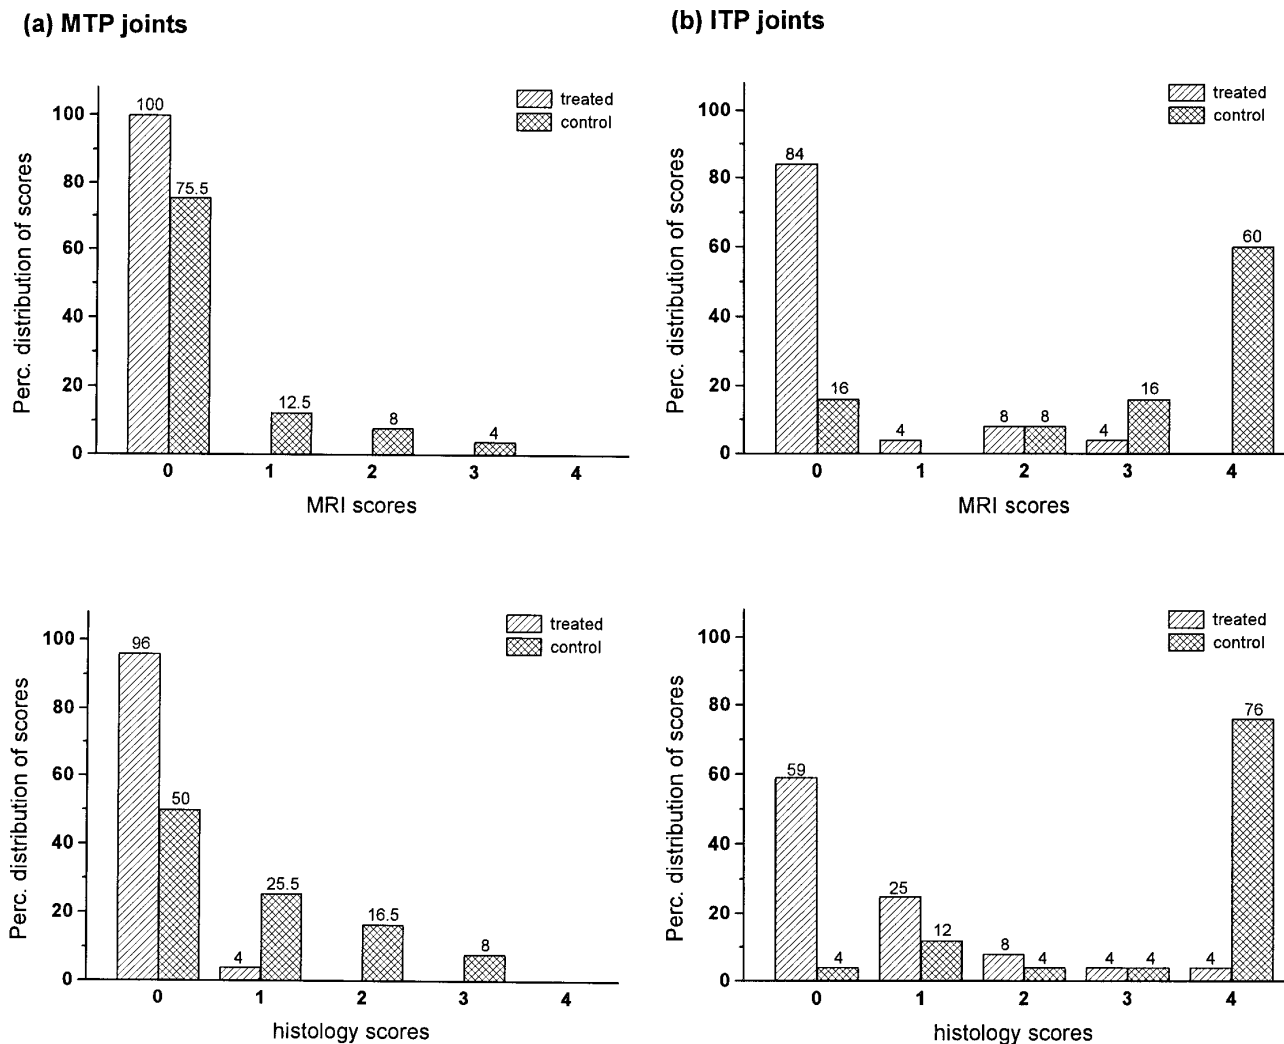 (a) MTP joints
treated
control
Perc. distribution of scores
100
80
60
40
20
0
100
75.5
12.5
8
4
0 1 2 3 4
MRI scores
(b) ITP joints
treated
control
Perc. distribution of scores
100
80
60
40
20
0
84
16
4
8
8
4
16
60
0 1 2 3 4
MRI scores
treated
control
Perc. distribution of scores
100
80
60
40
20
0
96
50
4
25.5
16.5
8
0 1 2 3 4
histology scores
treated
control
Perc. distribution of scores
100
80
60
40
20
0
59
4
25
12
8
4
4
4
4
76
0 1 2 3 4
histology scores